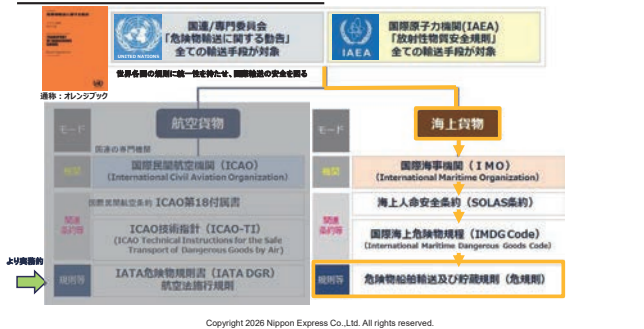 国連/専門委員会
「危険物輸送に関する勧告」
全ての輸送手段が対象
UNITED NATIONS
国際原子力機関(IAEA)
「放射性物質安全規則」
全ての輸送手段が対象
IAEA
世界各国の規則に統一性を持たせ、国際輸送の安全を図る
通称：オレンジブック
モード
航空貨物
モード
海上貨物
国連の専門機関
機関
国際民間航空機関（ICAO）
(International Civil Aviation Organization)
機関
国際海事機関（ＩＭＯ）
(International Maritime Organization)
関連
条約等
国際民間航空条約 ICAO第18付属書
ICAO技術指針（ICAO-TI）
(ICAO Technical Instructions for the Safe
Transport of Dangerous Goods by Air)
関連
条約等
海上人命安全条約（SOLAS条約）
国際海上危険物規程（IMDG Code）
(International Maritime Dangerous Goods Code)
より実務的
規則等
IATA危険物規則書（IATA DGR）
航空法施行規則
規則等
危険物船舶輸送及び貯蔵規則（危規則）
Copyright 2026 Nippon Express Co.,Ltd. All rights reserved.